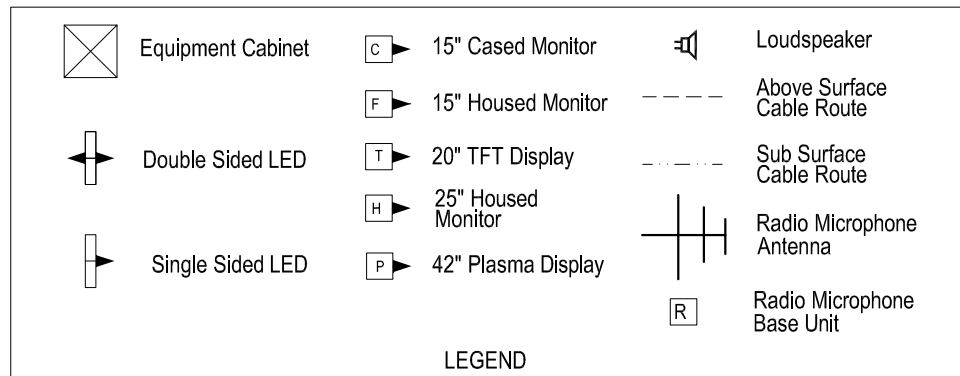 Equipment Cabinet
Double Sided LED
Single Sided LED
C 15" Cased Monitor
F 15" Housed Monitor
T 20" TFT Display
H 25" Housed
Monitor
P 42" Plasma Display
Loudspeaker
Above Surface
Cable Route
Sub Surface
Cable Route
Radio Microphone
Antenna
R Radio Microphone
Base Unit
LEGEND